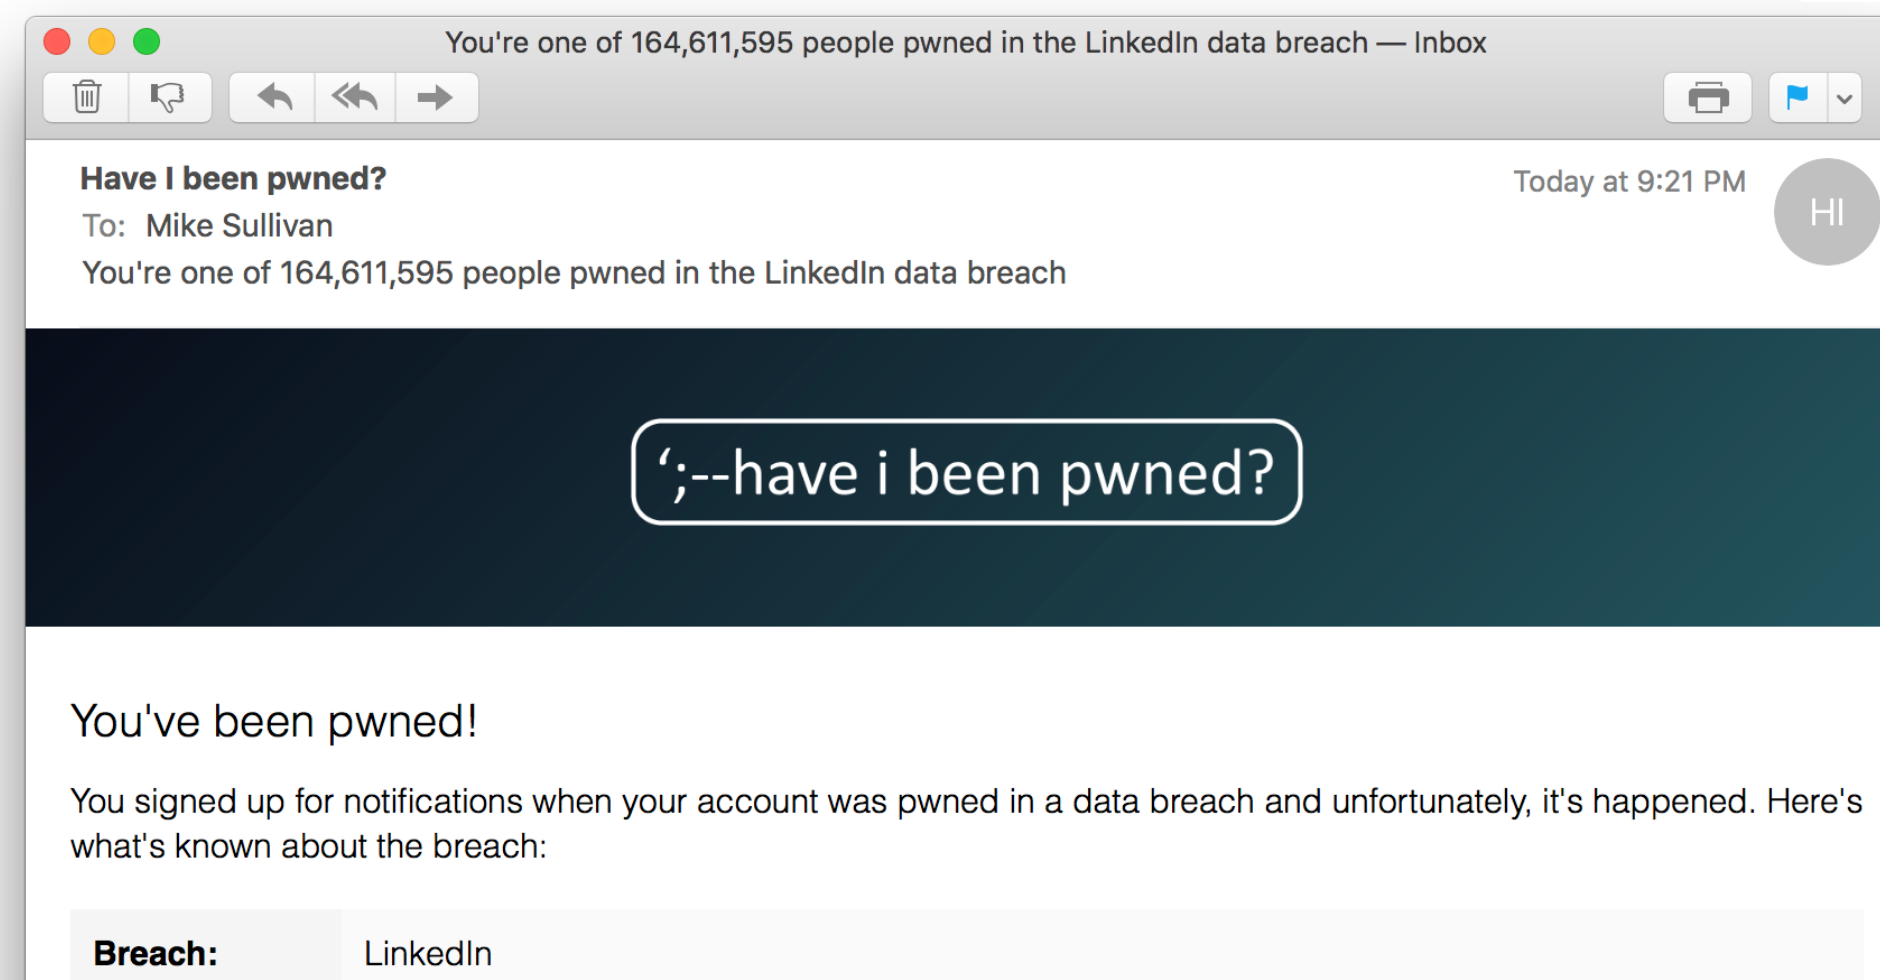 You're one of 164,611,595 people pwned in the LinkedIn data breach — Inbox
Have I been pwned?
Today at 9:21 PM
HI
To: Mike Sullivan
You're one of 164,611,595 people pwned in the LinkedIn data breach
‘;--have i been pwned?
You've been pwned!
You signed up for notifications when your account was pwned in a data breach and unfortunately, it's happened. Here's
what's known about the breach:
Breach: LinkedIn